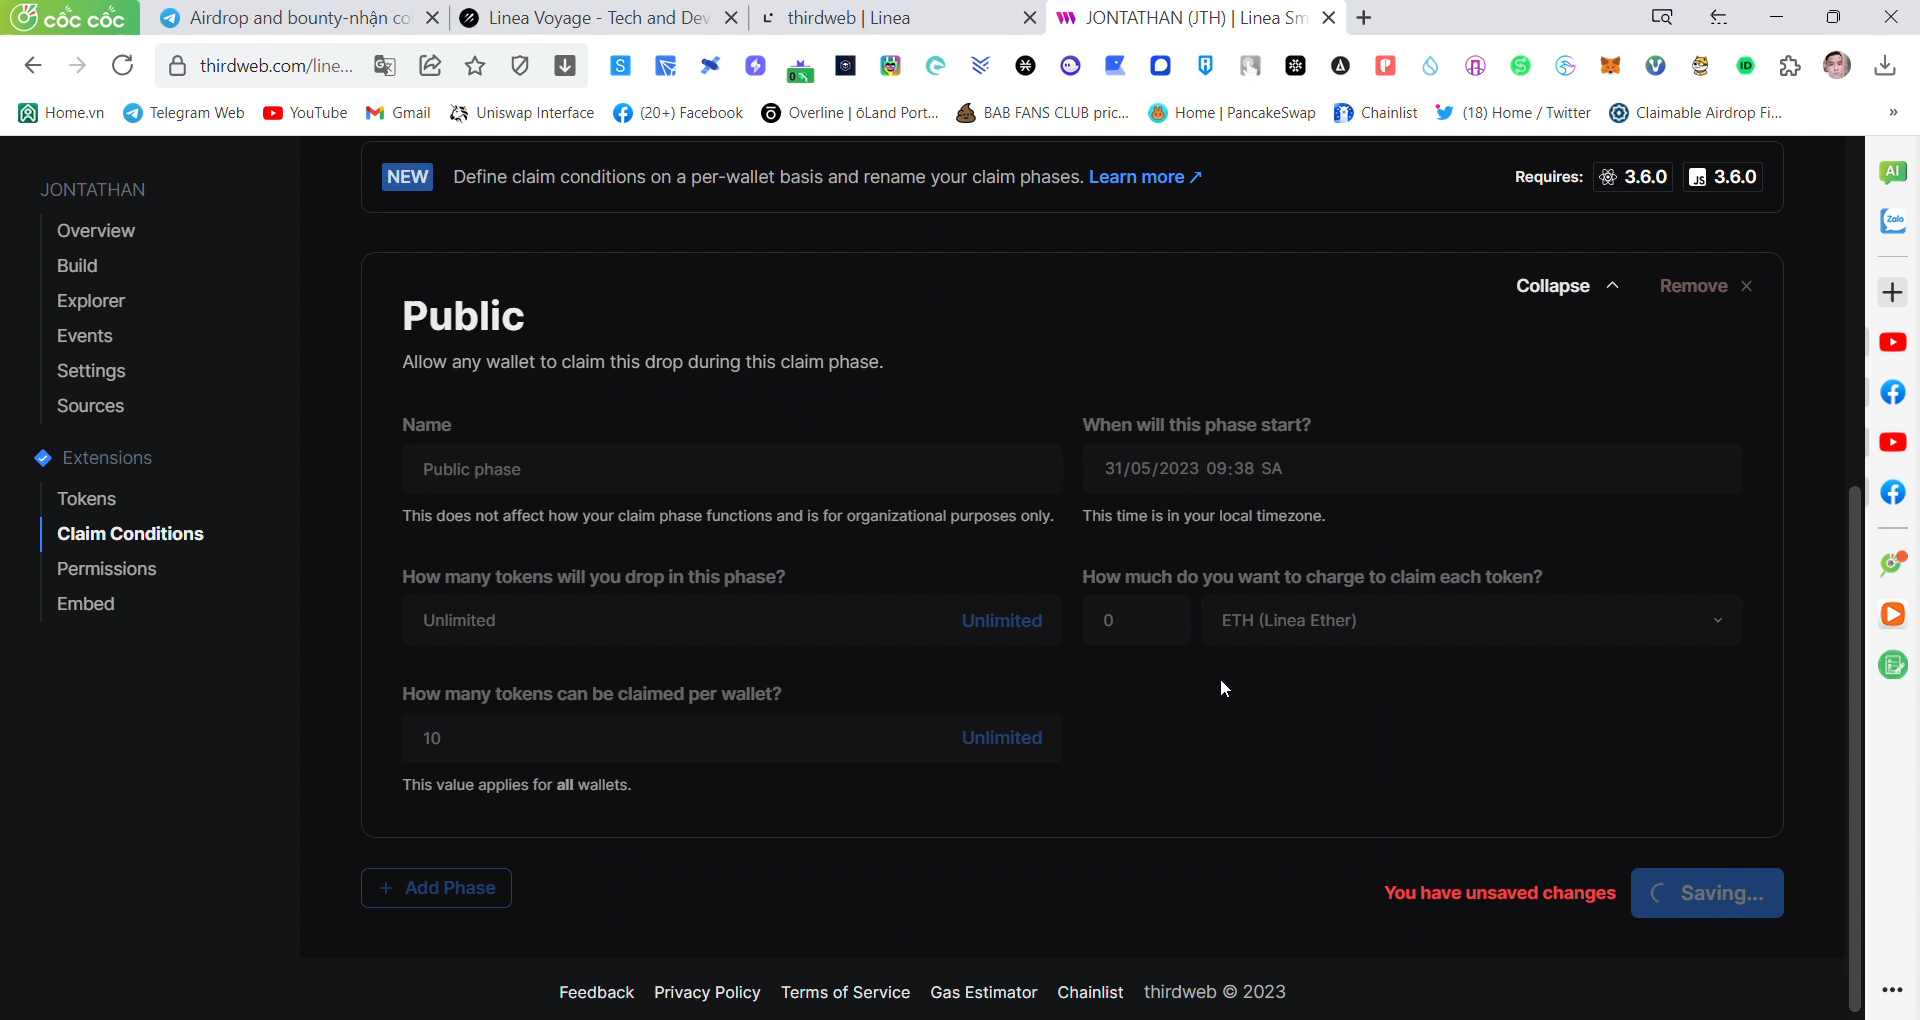 cốc cốc
Airdrop and bounty-nhận co
Linea Voyage - Tech and Dev
thirdweb | Linea
JONTATHAN (JTH) | Linea Sm
thirdweb.com/line...
Home.vn
Telegram Web
YouTube
Gmail
Uniswap Interface
(20+) Facebook
Overline | ōLand Port...
BAB FANS CLUB pric...
Home | PancakeSwap
Chainlist
(18) Home / Twitter
Claimable Airdrop Fi...
»
JONTATHAN
Overview
Build
Explorer
Events
Settings
Sources
Extensions
Tokens
Claim Conditions
Permissions
Embed
NEW Define claim conditions on a per-wallet basis and rename your claim phases. Learn more ↗
Requires: 3.6.0 JS 3.6.0
Collapse
Remove
Public
Allow any wallet to claim this drop during this claim phase.
Name
Public phase
This does not affect how your claim phase functions and is for organizational purposes only.
When will this phase start?
31/05/2023 09:38 SA
This time is in your local timezone.
How many tokens will you drop in this phase?
Unlimited
Unlimited
How much do you want to charge to claim each token?
0
ETH (Linea Ether)
How many tokens can be claimed per wallet?
10
Unlimited
This value applies for all wallets.
+ Add Phase
You have unsaved changes
Saving...
Feedback
Privacy Policy
Terms of Service
Gas Estimator
Chainlist
thirdweb © 2023
AI
Zalo